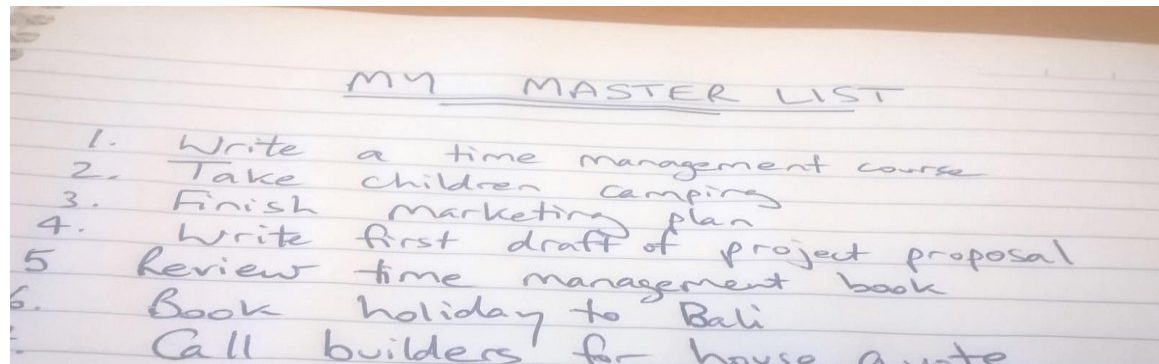 MY MASTER LIST
1. Write a time management course
2. Take children camping
3. Finish marketing plan
4. Write first draft of project proposal
5 Review time management book
6. Book holiday to Bali
Call builders for house quote